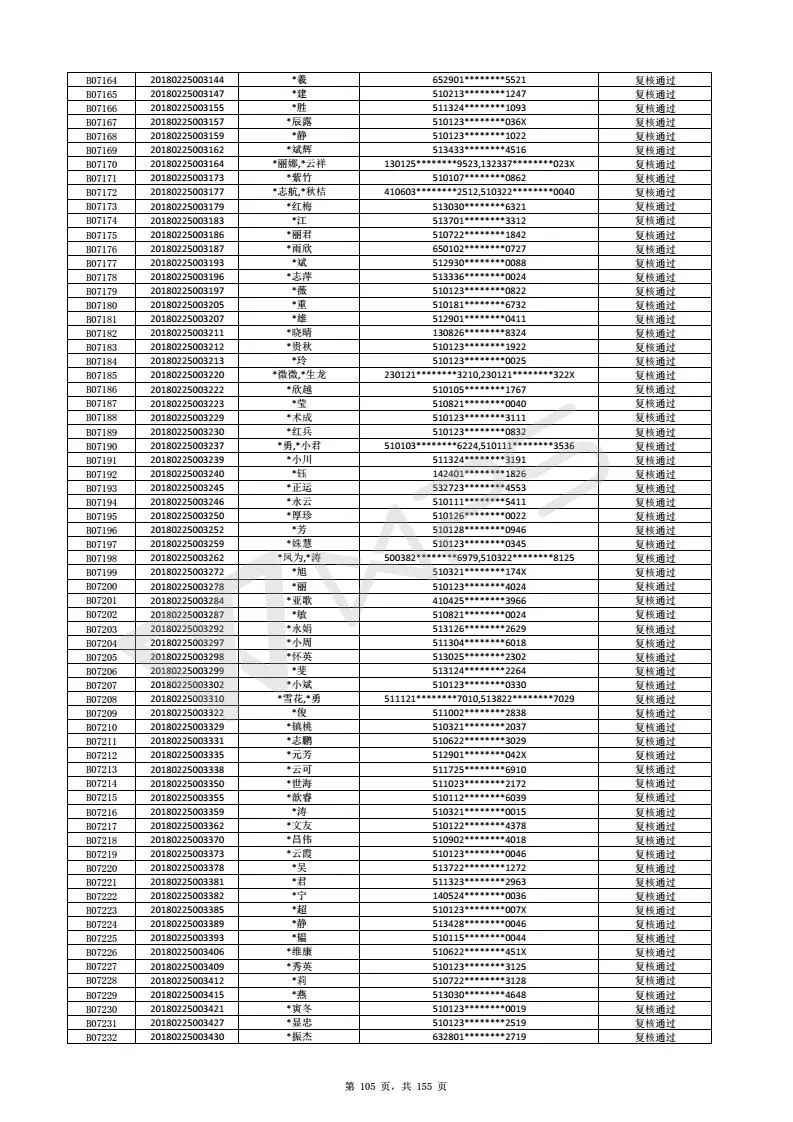 B07164 20180225003144 *羲 652901********5521 复核通过
B07165 20180225003147 *建 510213********1247 复核通过
B07166 20180225003155 *胜 511324********1093 复核通过
B07167 20180225003157 *辰露 510123********036X 复核通过
B07168 20180225003159 *静 510123********1022 复核通过
B07169 20180225003162 *斌辉 513433********4516 复核通过
B07170 20180225003164 *丽娜,*云祥 130125********9523,132337********023X 复核通过
B07171 20180225003173 *紫竹 510107********0862 复核通过
B07172 20180225003177 *志航,*秋桔 410603********2512,510322********0040 复核通过
B07173 20180225003179 *红梅 513030********6321 复核通过
B07174 20180225003183 *江 513701********3312 复核通过
B07175 20180225003186 *丽君 510722********1842 复核通过
B07176 20180225003187 *雨欣 650102********0727 复核通过
B07177 20180225003193 *斌 512930********0088 复核通过
B07178 20180225003196 *志萍 513336********0024 复核通过
B07179 20180225003197 *薇 510123********0822 复核通过
B07180 20180225003205 *重 510181********6732 复核通过
B07181 20180225003207 *雄 512901********0411 复核通过
B07182 20180225003211 *晓晴 130826********8324 复核通过
B07183 20180225003212 *贵秋 510123********1922 复核通过
B07184 20180225003213 *玲 510123********0025 复核通过
B07185 20180225003220 *微微,*生龙 230121********3210,230121********322X 复核通过
B07186 20180225003222 *欣越 510105********1767 复核通过
B07187 20180225003223 *莹 510821********0040 复核通过
B07188 20180225003229 *术成 510123********3111 复核通过
B07189 20180225003230 *红兵 510123********0832 复核通过
B07190 20180225003237 *勇,*小君 510103********6224,510111********3536 复核通过
B07191 20180225003239 *小川 511324********3191 复核通过
B07192 20180225003240 *钰 142401********1826 复核通过
B07193 20180225003245 *正运 532723********4553 复核通过
B07194 20180225003246 *永云 510111********5411 复核通过
B07195 20180225003250 *厚珍 510126********0022 复核通过
B07196 20180225003252 *芳 510128********0946 复核通过
B07197 20180225003259 *姝慧 510123********0345 复核通过
B07198 20180225003262 *凤为,*涛 500382********6979,510322********8125 复核通过
B07199 20180225003272 *旭 510321********174X 复核通过
B07200 20180225003278 *丽 510123********4024 复核通过
B07201 20180225003284 *亚歌 410425********3966 复核通过
B07202 20180225003287 *敏 510821********0024 复核通过
B07203 20180225003292 *永娟 513126********2629 复核通过
B07204 20180225003297 *小周 511304********6018 复核通过
B07205 20180225003298 *怀英 513025********2302 复核通过
B07206 20180225003299 *斐 513124********2264 复核通过
B07207 20180225003302 *小斌 510123********0330 复核通过
B07208 20180225003310 *雪花,*勇 511121********7010,513822********7029 复核通过
B07209 20180225003322 *俊 511002********2838 复核通过
B07210 20180225003329 *镇桃 510321********2037 复核通过
B07211 20180225003331 *志鹏 510622********3029 复核通过
B07212 20180225003335 *元芳 512901********042X 复核通过
B07213 20180225003338 *云可 511725********6910 复核通过
B07214 20180225003350 *世海 511023********2172 复核通过
B07215 20180225003355 *歆睿 510112********6039 复核通过
B07216 20180225003359 *涛 510321********0015 复核通过
B07217 20180225003362 *文友 510122********4378 复核通过
B07218 20180225003370 *昌伟 510902********4018 复核通过
B07219 20180225003373 *云霞 510123********0046 复核通过
B07220 20180225003378 *吴 513722********1272 复核通过
B07221 20180225003381 *君 511323********2963 复核通过
B07222 20180225003382 *宁 140524********0036 复核通过
B07223 20180225003385 *超 510123********007X 复核通过
B07224 20180225003389 *静 513428********0046 复核通过
B07225 20180225003393 *韫 510115********0044 复核通过
B07226 20180225003406 *维康 510622********451X 复核通过
B07227 20180225003409 *秀英 510123********3125 复核通过
B07228 20180225003412 *莉 510722********3128 复核通过
B07229 20180225003415 *燕 513030********4648 复核通过
B07230 20180225003421 *寅冬 510123********0019 复核通过
B07231 20180225003427 *显忠 510123********2519 复核通过
B07232 20180225003430 *振杰 632801********2719 复核通过
第 105 页，共 155 页